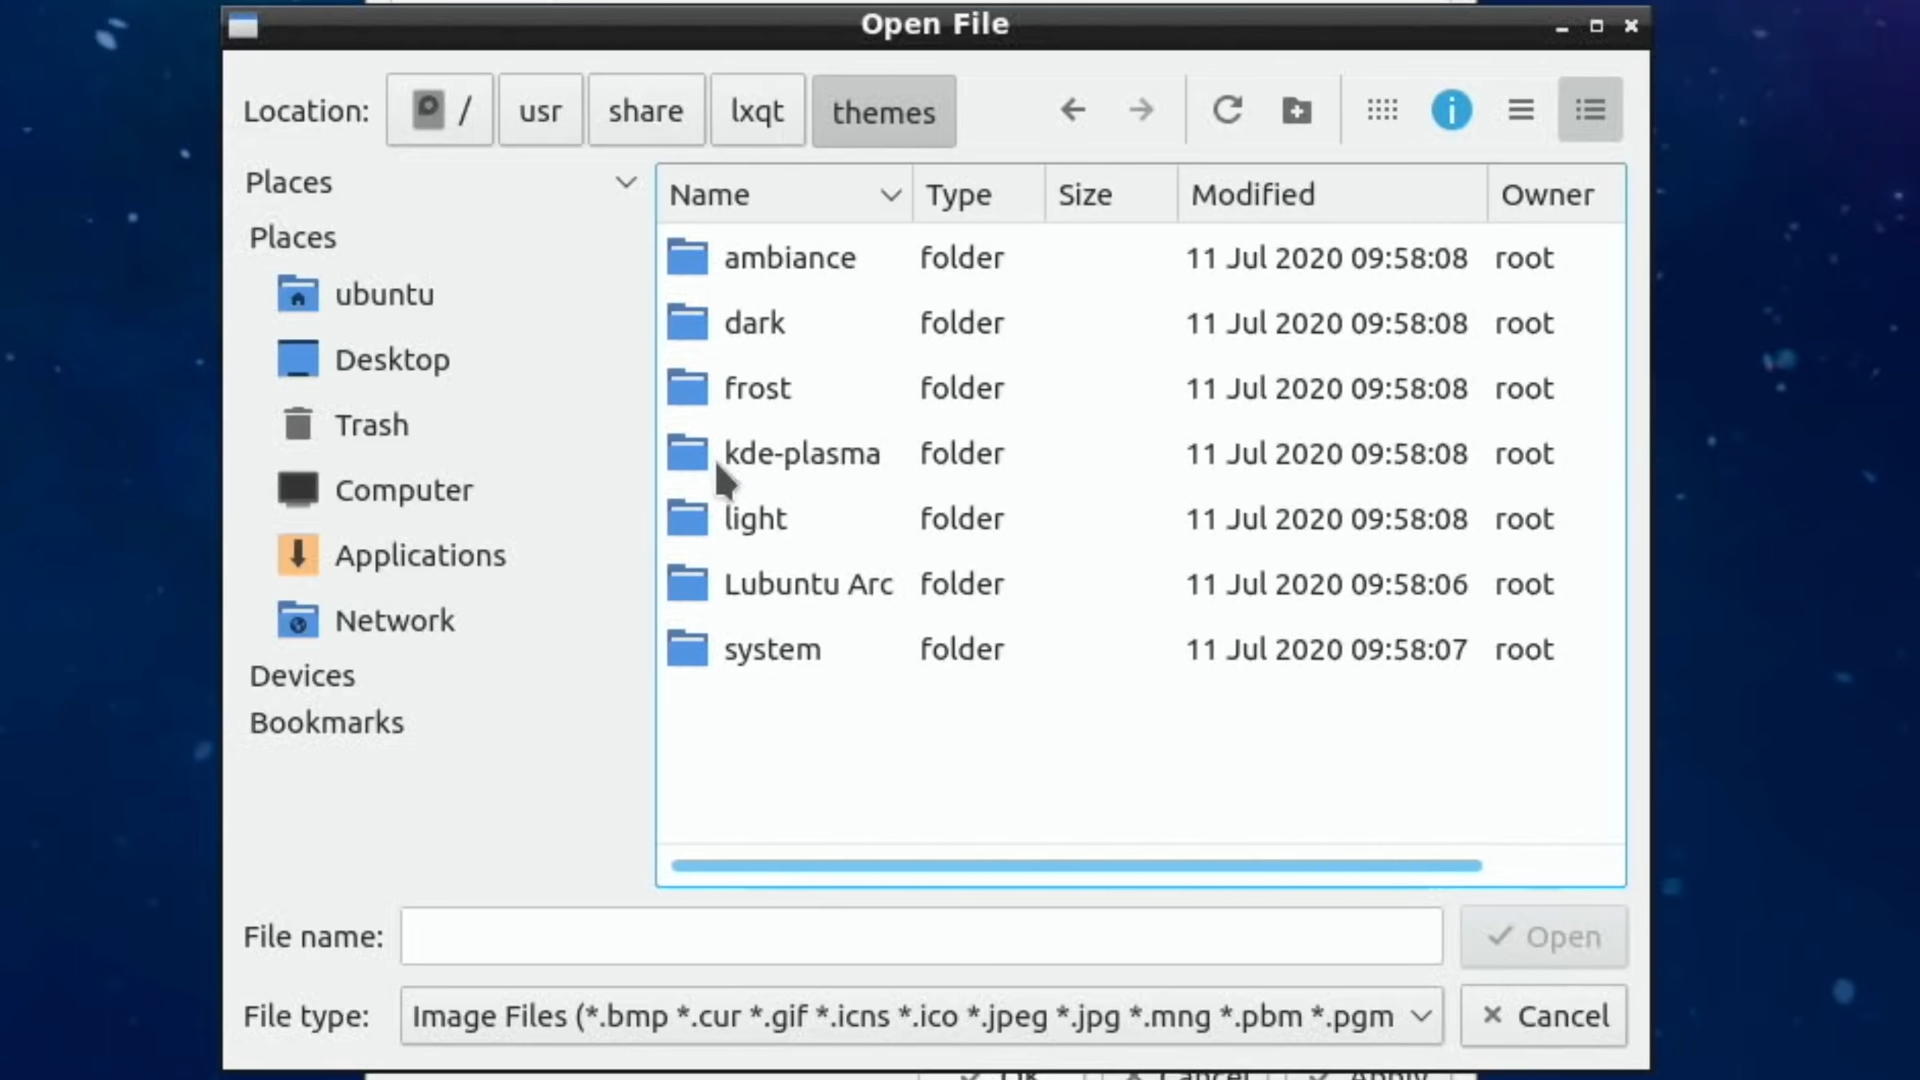 Open File
Location: / usr share lxqt themes
Places
Name Type Size Modified Owner
Places
ambiance folder 11 Jul 2020 09:58:08 root
ubuntu
dark folder 11 Jul 2020 09:58:08 root
Desktop
frost folder 11 Jul 2020 09:58:08 root
Trash
kde-plasma folder 11 Jul 2020 09:58:08 root
Computer
light folder 11 Jul 2020 09:58:08 root
Applications
Lubuntu Arc folder 11 Jul 2020 09:58:06 root
Network
system folder 11 Jul 2020 09:58:07 root
Devices
Bookmarks
File name: Open
File type: Image Files (*.bmp *.cur *.gif *.icns *.ico *.jpeg *.jpg *.mng *.pbm *.pgm Cancel
Cancel Apply